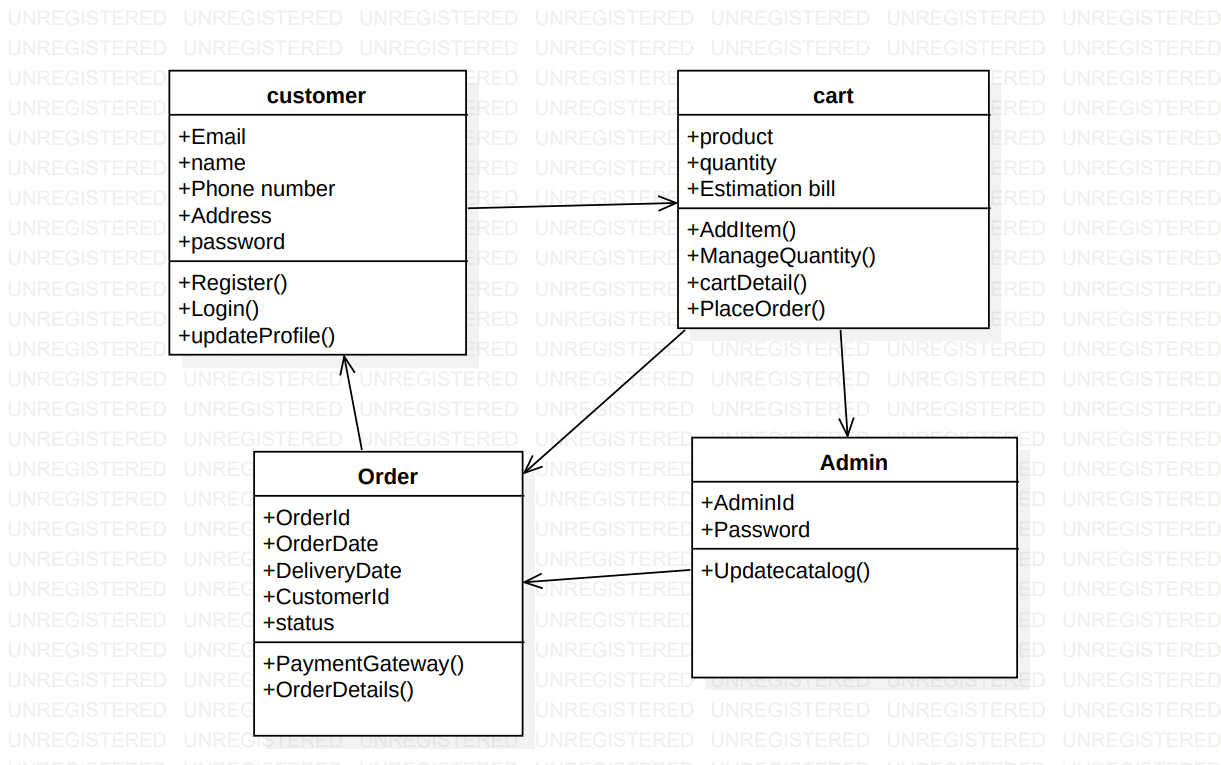 customer
+Email
+name
+Phone number
+Address
+password
+Register()
+Login()
+updateProfile()
cart
+product
+quantity
+Estimation bill
+AddItem()
+ManageQuantity()
+cartDetail()
+PlaceOrder()
Order
+OrderId
+OrderDate
+DeliveryDate
+CustomerId
+status
+PaymentGateway()
+OrderDetails()
Admin
+AdminId
+Password
+Updatecatalog()
UNREGISTERED